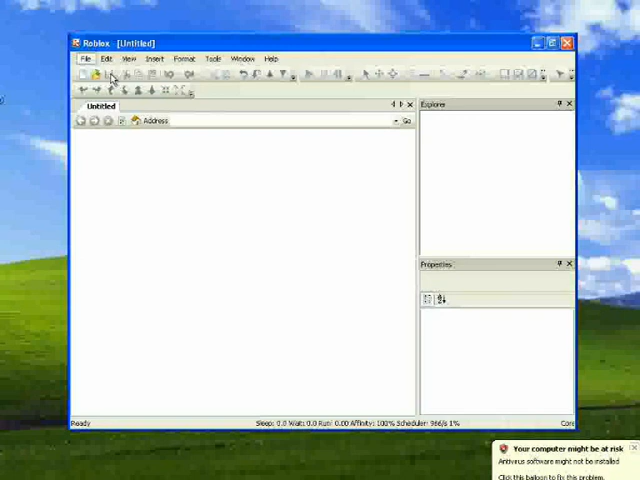 Roblox - [Untitled]
File Edit View Insert Format Tools Window Help
Untitled
Address
Go
Explorer
Properties
Ready
Sleep: 0.0 Wait: 0.0 Run: 0.00 Affinity: 100% Scheduler: 966/s 1%
Core
Your computer might be at risk
Antivirus software might not be installed
Click this balloon to fix this problem.